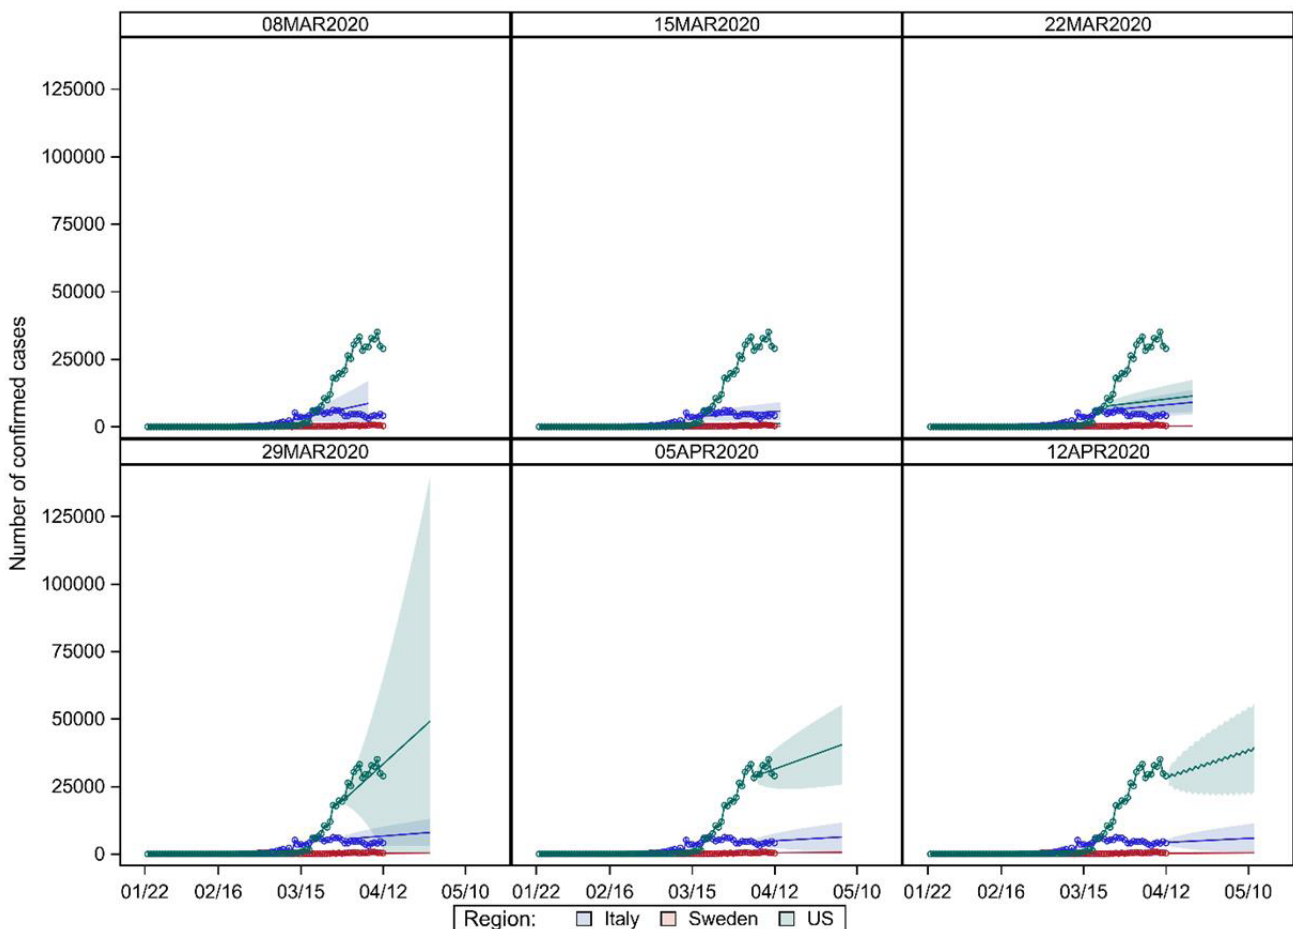 08MAR2020 15MAR2020 22MAR2020
125000
100000
75000
50000
25000
0
Number of confirmed cases
29MAR2020 05APR2020 12APR2020
125000
100000
75000
50000
25000
0
01/22 02/16 03/15 04/12 05/10 01/22 02/16 03/15 04/12 05/10 01/22 02/16 03/15 04/12 05/10
Region: Italy Sweden US